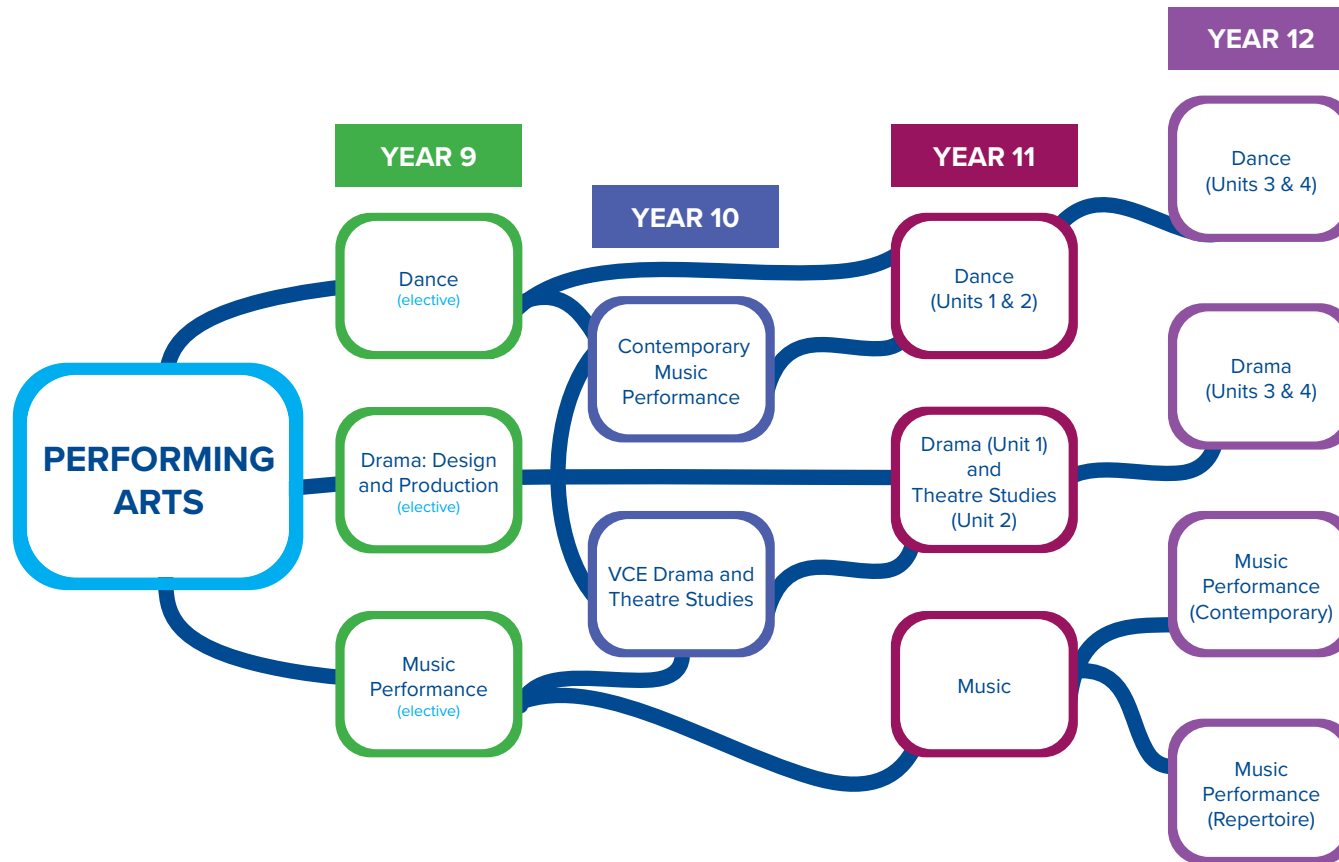 PERFORMING
ARTS
YEAR 9
Dance
(elective)
Drama: Design
and Production
(elective)
Music
Performance
(elective)
YEAR 10
Contemporary
Music
Performance
VCE Drama and
Theatre Studies
YEAR 11
Dance
(Units 1 & 2)
Drama (Unit 1)
and
Theatre Studies
(Unit 2)
Music
YEAR 12
Dance
(Units 3 & 4)
Drama
(Units 3 & 4)
Music
Performance
(Contemporary)
Music
Performance
(Repertoire)